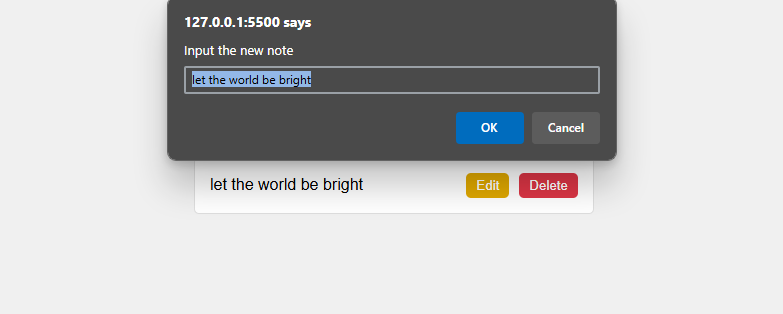 127.0.0.1:5500 says
Input the new note
let the world be bright
OK Cancel
let the world be bright Edit Delete